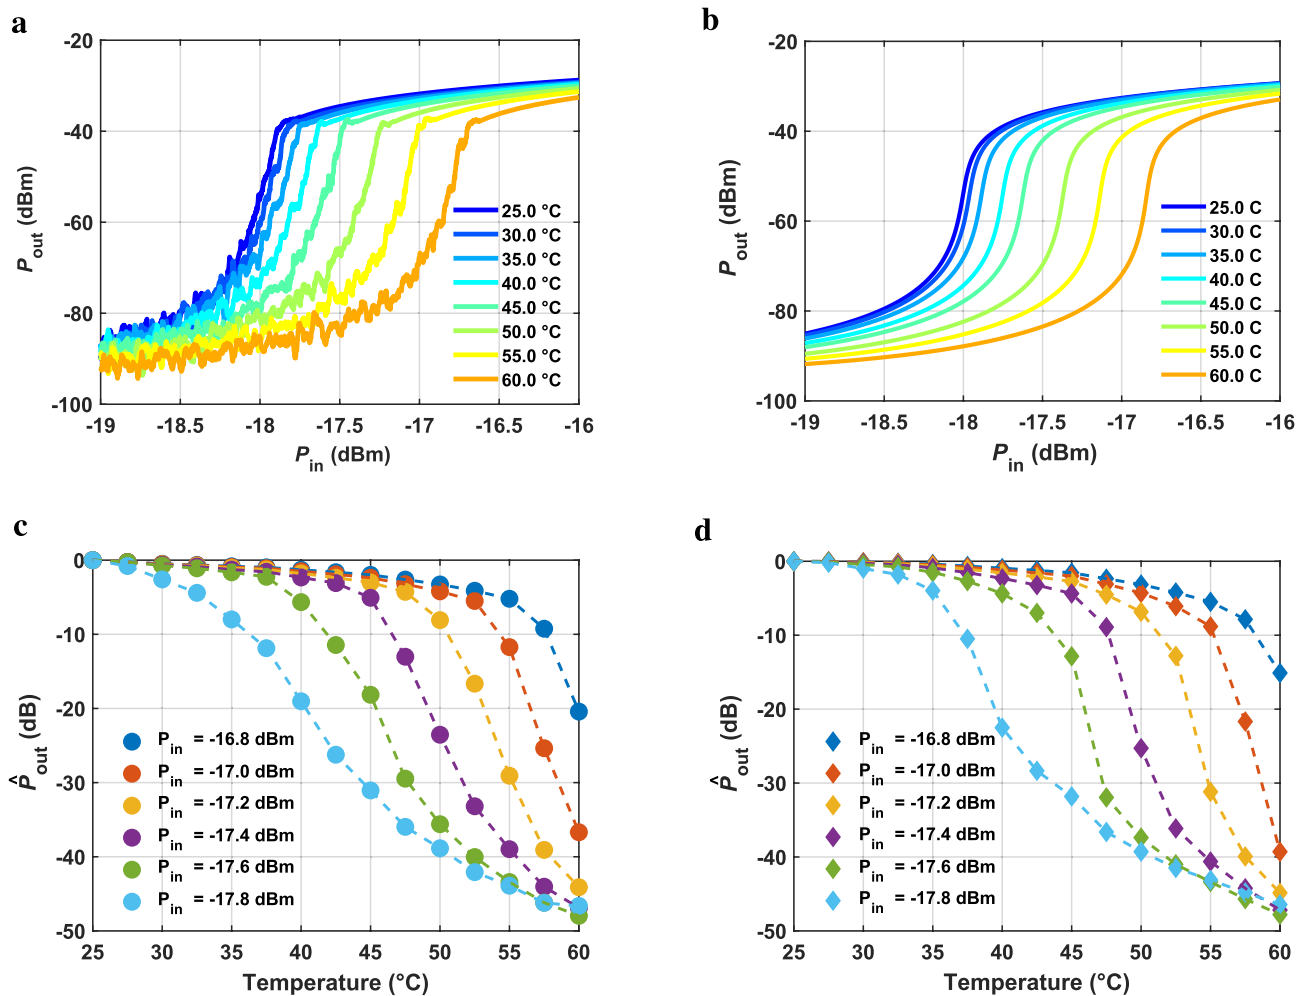 a
-20
-40
-60
-80
-100
P_out (dBm)
25.0 °C
30.0 °C
35.0 °C
40.0 °C
45.0 °C
50.0 °C
55.0 °C
60.0 °C
-19 -18.5 -18 -17.5 -17 -16.5 -16
P_in (dBm)
b
-20
-40
-60
-80
-100
P_out (dBm)
25.0 C
30.0 C
35.0 C
40.0 C
45.0 C
50.0 C
55.0 C
60.0 C
-19 -18.5 -18 -17.5 -17 -16.5 -16
P_in (dBm)
c
0
-10
-20
-30
-40
-50
P̂_out (dB)
P_in = -16.8 dBm
P_in = -17.0 dBm
P_in = -17.2 dBm
P_in = -17.4 dBm
P_in = -17.6 dBm
P_in = -17.8 dBm
25 30 35 40 45 50 55 60
Temperature (°C)
d
0
-10
-20
-30
-40
-50
P̂_out (dB)
P_in = -16.8 dBm
P_in = -17.0 dBm
P_in = -17.2 dBm
P_in = -17.4 dBm
P_in = -17.6 dBm
P_in = -17.8 dBm
25 30 35 40 45 50 55 60
Temperature (°C)